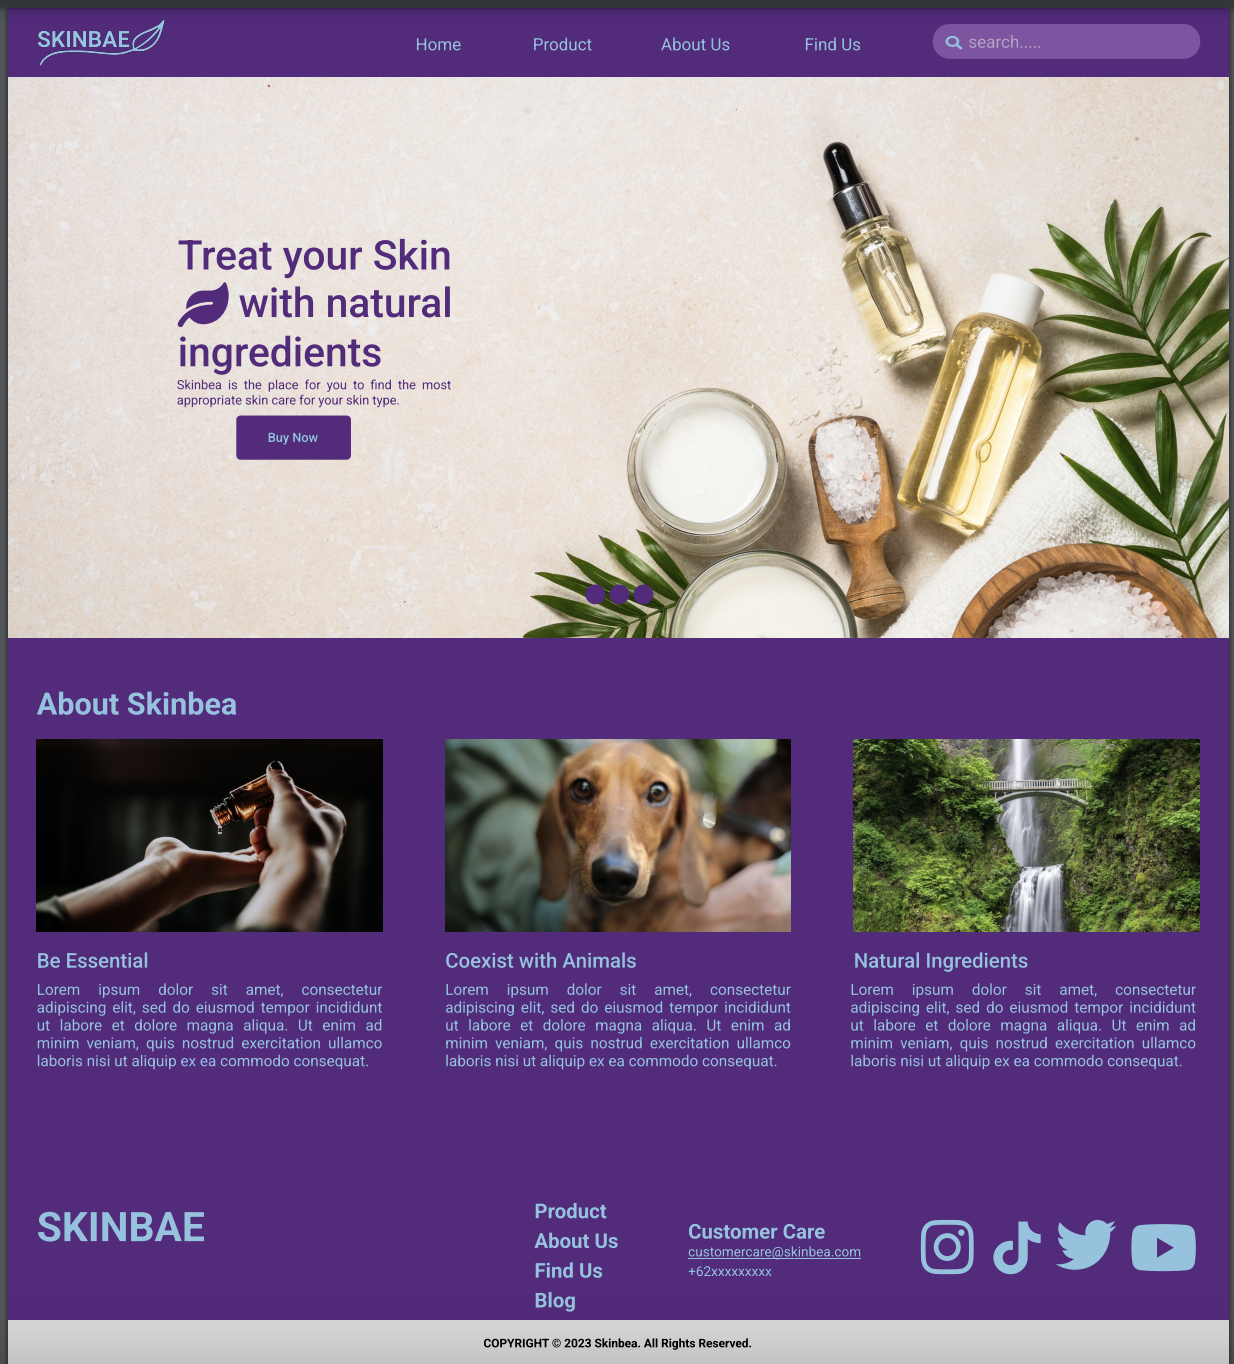 SKINBAE
Home
Product
About Us
Find Us
search.....
Treat your Skin
with natural
ingredients
Skinbea is the place for you to find the most
appropriate skin care for your skin type.
Buy Now
About Skinbea
Be Essential
Lorem ipsum dolor sit amet, consectetur
adipiscing elit, sed do eiusmod tempor incididunt
ut labore et dolore magna aliqua. Ut enim ad
minim veniam, quis nostrud exercitation ullamco
laboris nisi ut aliquip ex ea commodo consequat.
Coexist with Animals
Lorem ipsum dolor sit amet, consectetur
adipiscing elit, sed do eiusmod tempor incididunt
ut labore et dolore magna aliqua. Ut enim ad
minim veniam, quis nostrud exercitation ullamco
laboris nisi ut aliquip ex ea commodo consequat.
Natural Ingredients
Lorem ipsum dolor sit amet, consectetur
adipiscing elit, sed do eiusmod tempor incididunt
ut labore et dolore magna aliqua. Ut enim ad
minim veniam, quis nostrud exercitation ullamco
laboris nisi ut aliquip ex ea commodo consequat.
SKINBAE
Product
About Us
Find Us
Blog
Customer Care
customercare@skinbea.com
+62xxxxxxxxx
COPYRIGHT © 2023 Skinbea. All Rights Reserved.